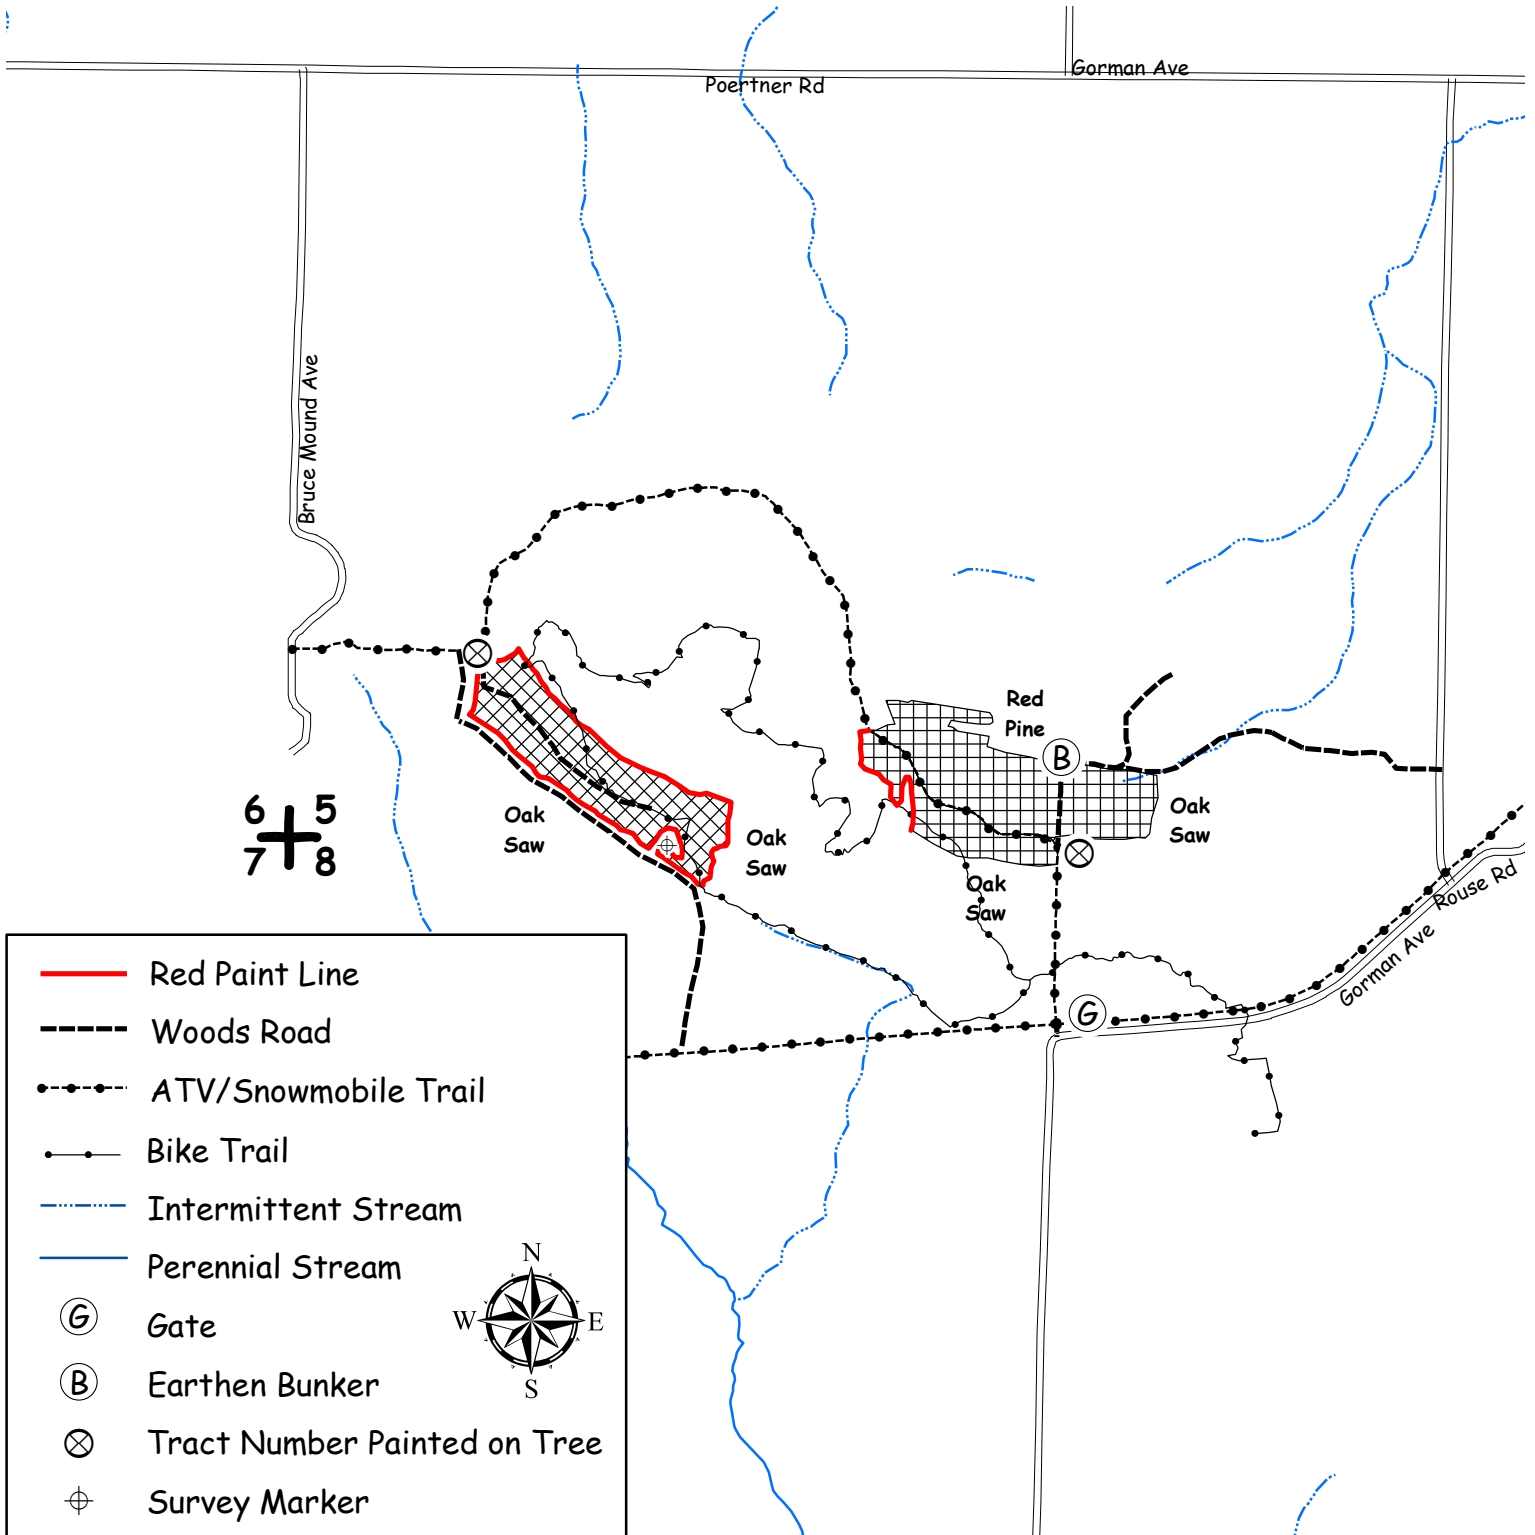 Gorman Ave
Poertner Rd
Bruce Mound Ave
Red
Pine
B
Oak
Saw
Oak
Saw
Oak
Saw
Oak
Saw
6 5
7 8
Rouse Rd
Gorman Ave
G
Red Paint Line
Woods Road
ATV/Snowmobile Trail
Bike Trail
Intermittent Stream
Perennial Stream
G Gate
B Earthen Bunker
Tract Number Painted on Tree
Survey Marker
N
W E
S